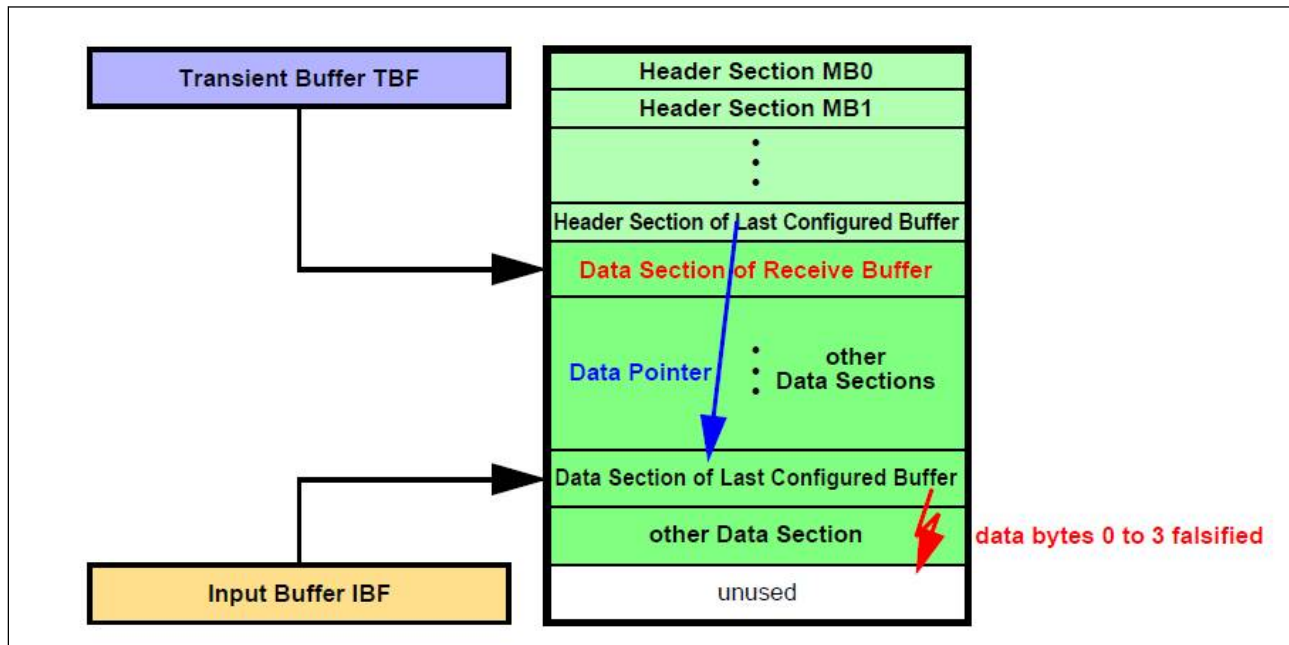 Transient Buffer TBF
Header Section MB0
Header Section MB1
Header Section of Last Configured Buffer
Data Section of Receive Buffer
Data Pointer
other
Data Sections
Data Section of Last Configured Buffer
other Data Section
data bytes 0 to 3 falsified
Input Buffer IBF
unused